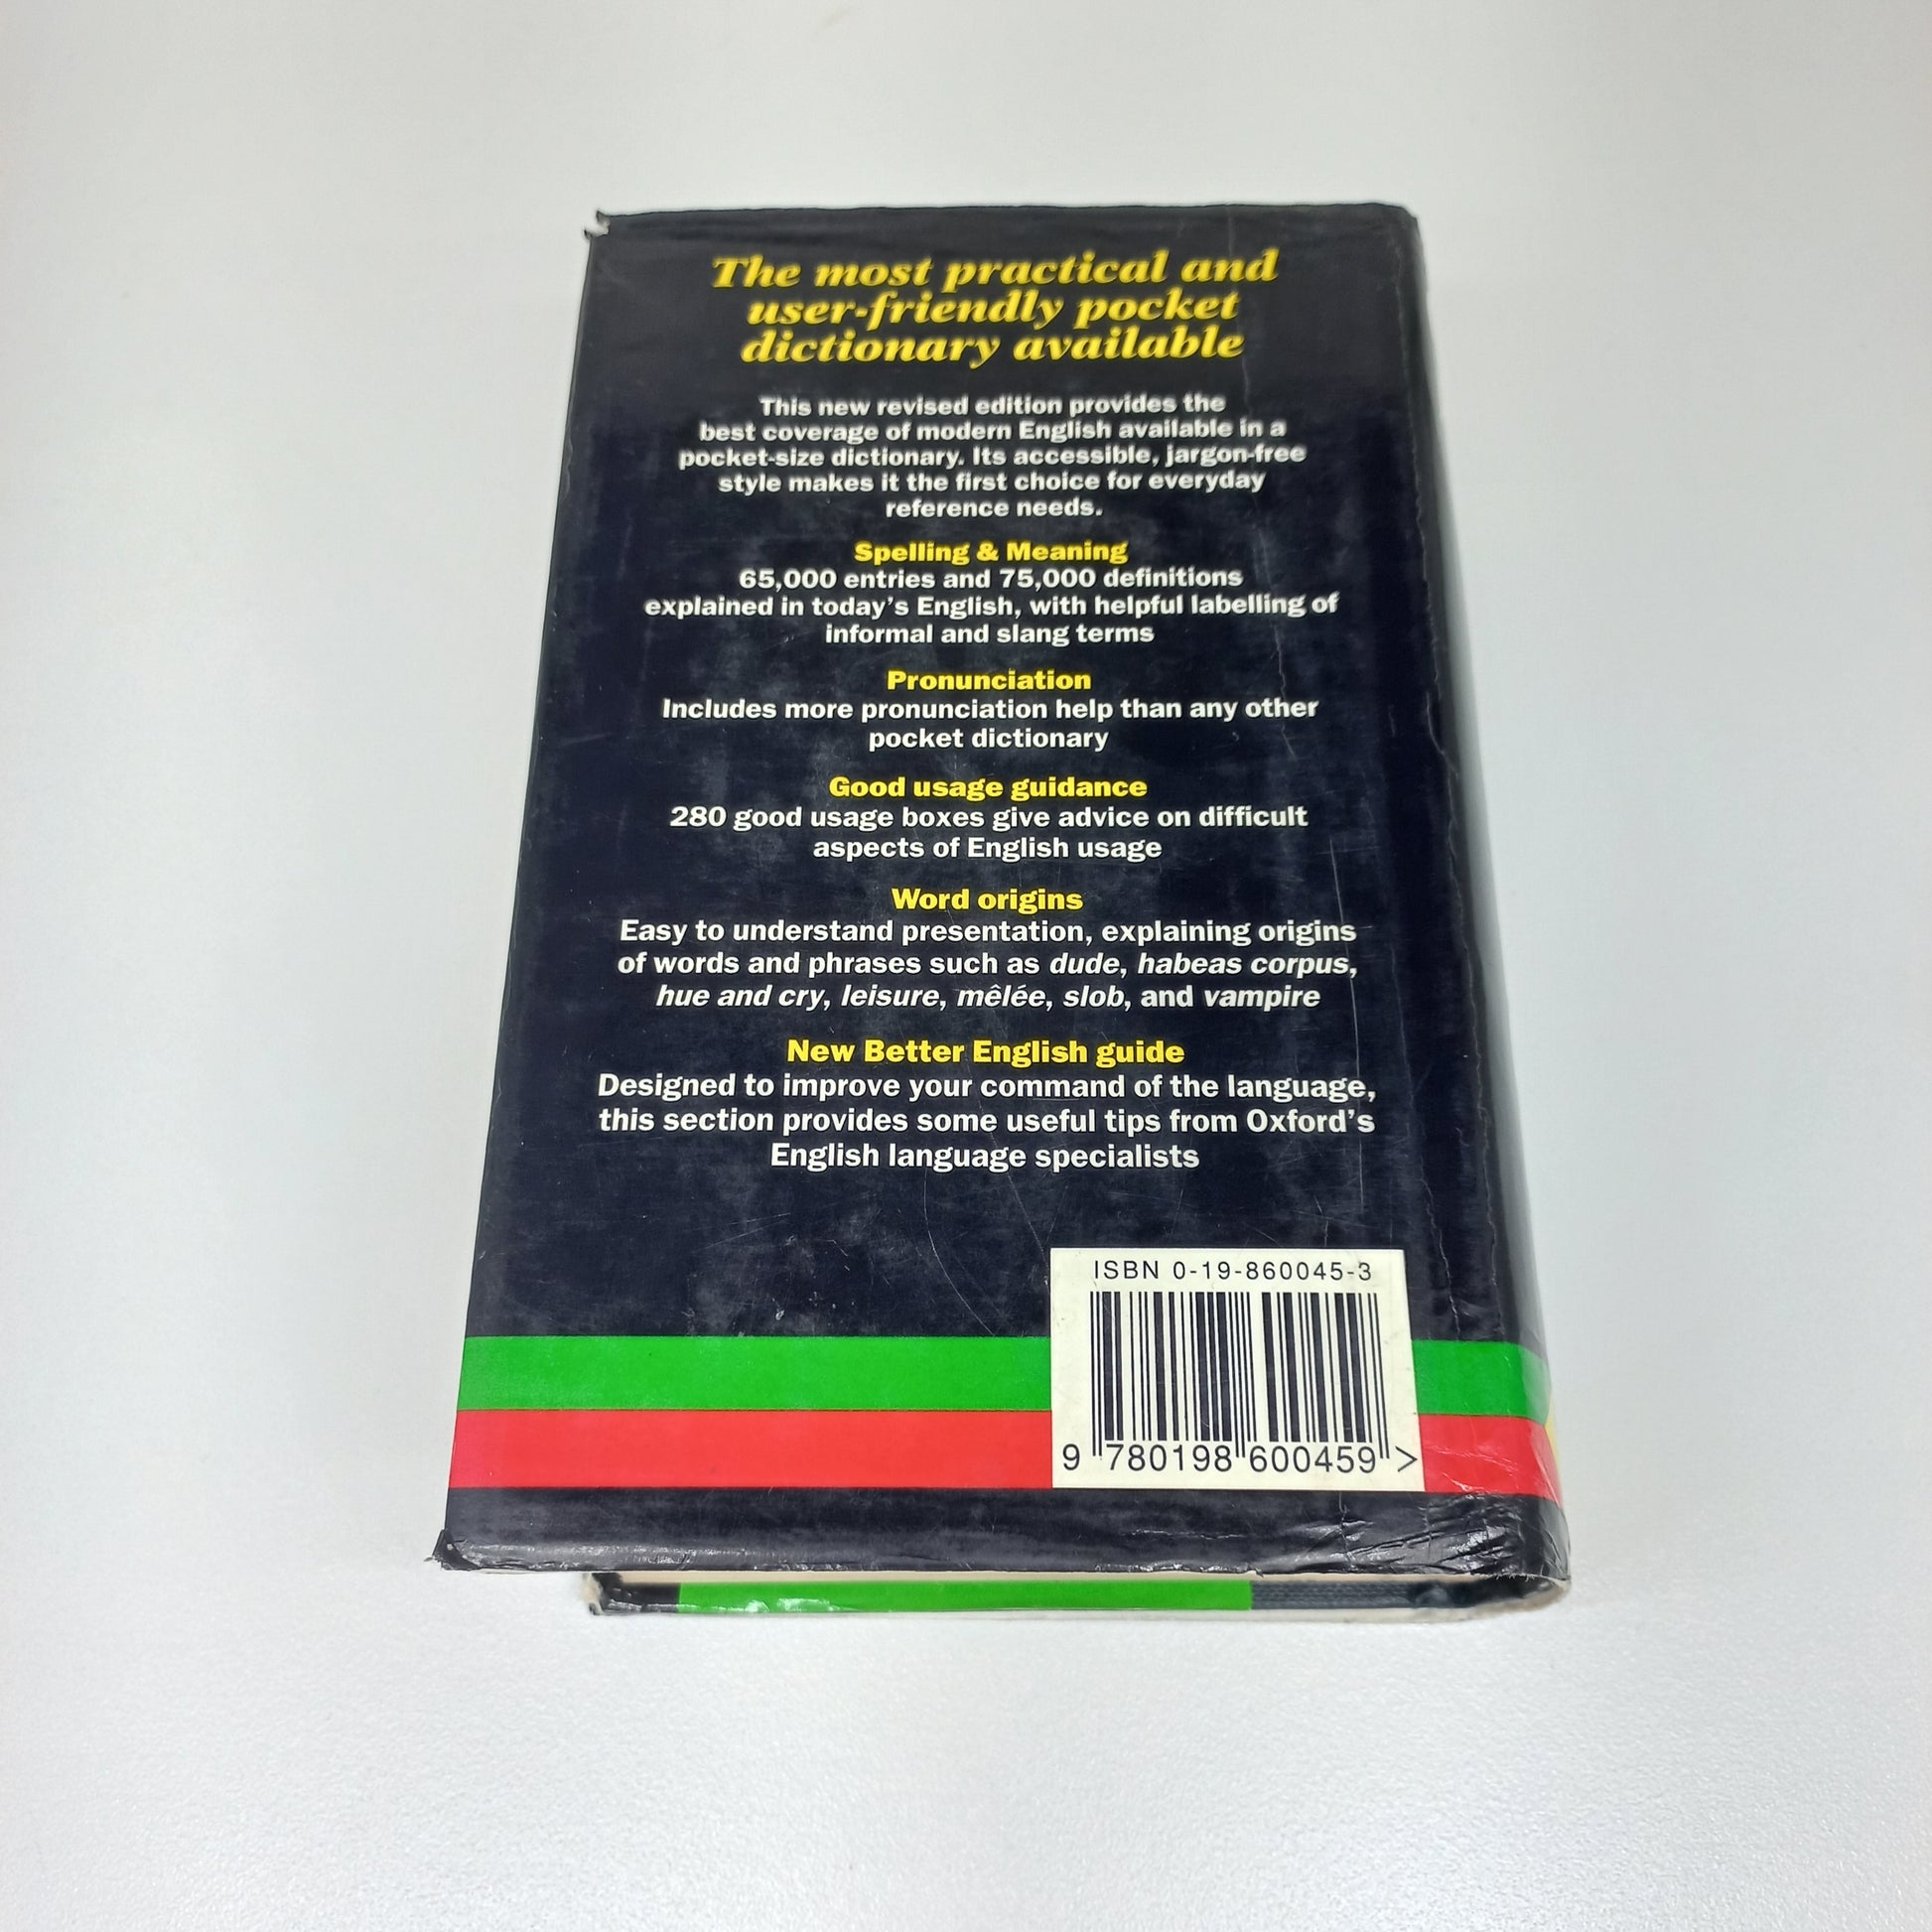 The most practical and
user-friendly pocket
dictionary available
This new revised edition provides the
best coverage of modern English available in a
pocket-size dictionary. Its accessible, jargon-free
style makes it the first choice for everyday
reference needs.
Spelling & Meaning
65,000 entries and 75,000 definitions
explained in today's English, with helpful labelling of
informal and slang terms
Pronunciation
Includes more pronunciation help than any other
pocket dictionary
Good usage guidance
280 good usage boxes give advice on difficult
aspects of English usage
Word origins
Easy to understand presentation, explaining origins
of words and phrases such as dude, habeas corpus,
hue and cry, leisure, mêlée, slob, and vampire
New Better English guide
Designed to improve your command of the language,
this section provides some useful tips from Oxford's
English language specialists
ISBN 0-19-860045-3
9 780198 600459 >